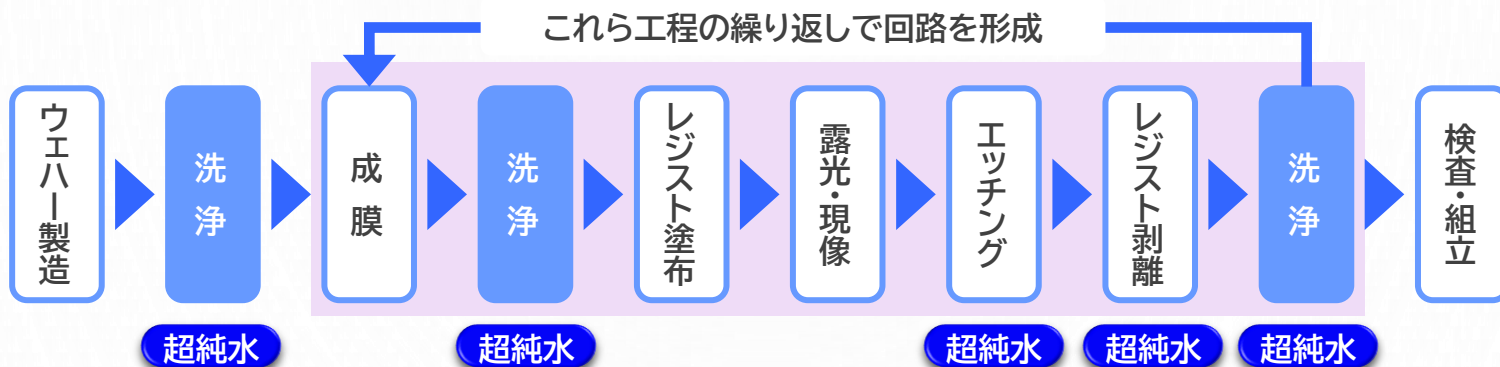 これら工程の繰り返しで回路を形成
ウェハー製造
洗浄
成膜
洗浄
レジスト塗布
露光・現像
エッチング
レジスト剥離
洗浄
検査・組立
超純水
超純水
超純水
超純水
超純水